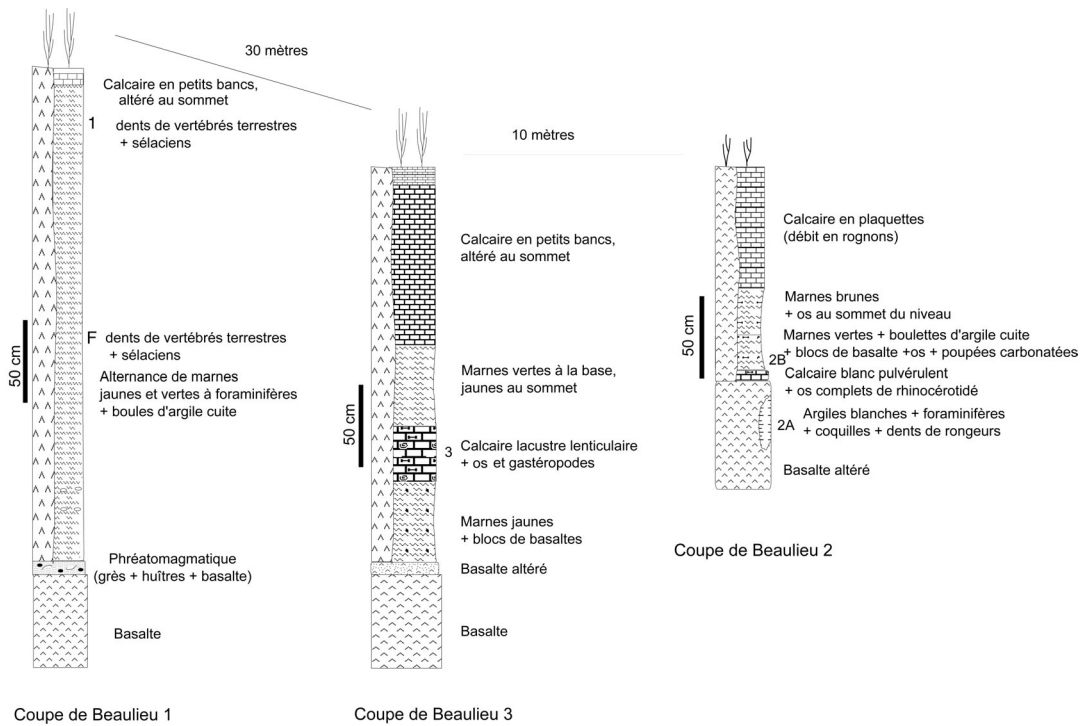 30 mètres
Calcaire en petits bancs,
altéré au sommet
1
dents de vertébrés terrestres
+ sélaciens
F
dents de vertébrés terrestres
+ sélaciens
50 cm
Alternance de marnes
jaunes et vertes à foraminifères
+ boules d'argile cuite
Phréatomagmatique
(grès + huîtres + basalte)
Basalte
Coupe de Beaulieu 1
10 mètres
Calcaire en petits bancs,
altéré au sommet
Marnes vertes à la base,
jaunes au sommet
50 cm
3
Calcaire lacustre lenticulaire
+ os et gastéropodes
Marnes jaunes
+ blocs de basaltes
Basalte altéré
Basalte
Coupe de Beaulieu 3
Calcaire en plaquettes
(débit en rognons)
50 cm
Marnes brunes
+ os au sommet du niveau
Marnes vertes + boulettes d'argile cuite
+ blocs de basalte +os + poupées carbonatées
2B
Calcaire blanc pulvérulent
+ os complets de rhinocérotidé
2A
Argiles blanches + foraminifères
+ coquilles + dents de rongeurs
Basalte altéré
Coupe de Beaulieu 2